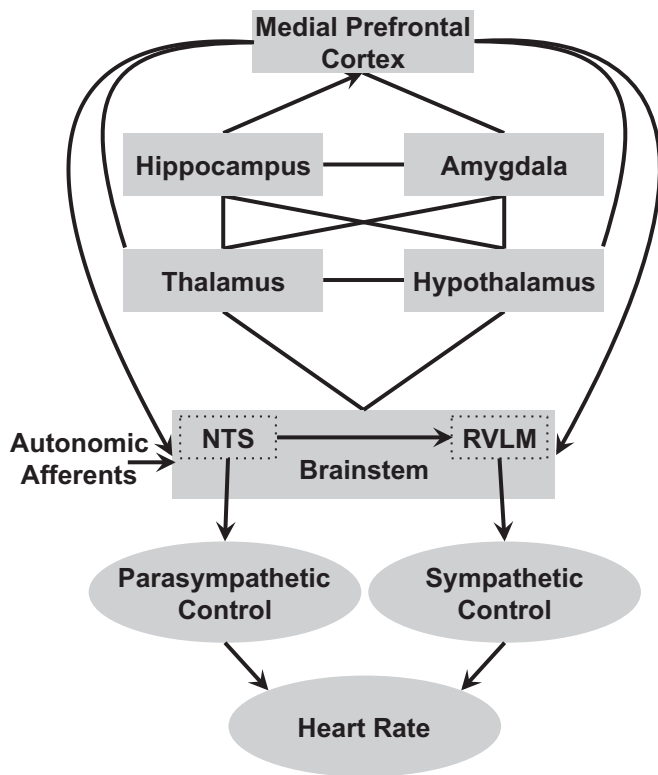 Medial Prefrontal
Cortex
Hippocampus
Amygdala
Thalamus
Hypothalamus
NTS
RVLM
Autonomic
Afferents
Brainstem
Parasympathetic
Control
Sympathetic
Control
Heart Rate